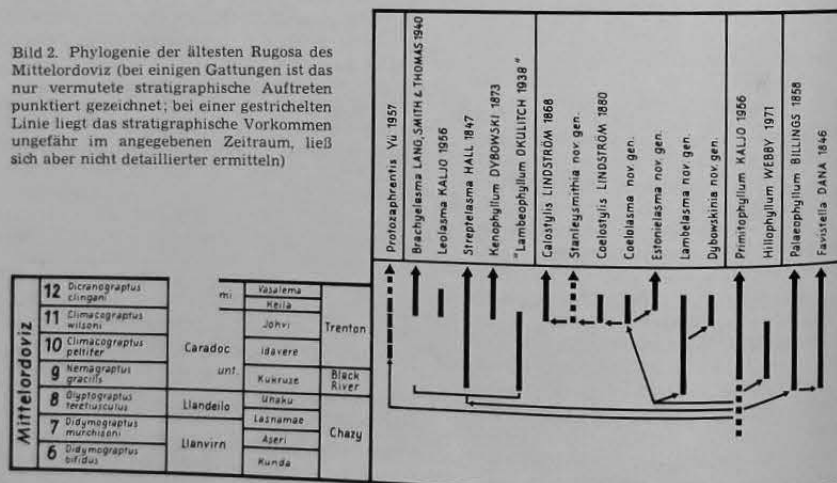 Bild 2. Phylogenie der ältesten Rugosa des
Mittelordoviz (bei einigen Gattungen ist das
nur vermutete stratigraphische Auftreten
punktiert gezeichnet; bei einer gestrichelten
Linie liegt das stratigraphische Vorkommen
ungefähr im angegebenen Zeitraum, ließ
sich aber nicht detaillierter ermitteln)
Protozaphrentis Yü 1957
Brachyelasma LANG, SMITH & THOMAS 1940
Leolasma KALJO 1956
Streptelasma HALL 1847
Kenophyllum DYBOWSKI 1873
"Lambeophyllum OKULITCH 1938"
Calostylis LINDSTRÖM 1868
Stanleysmithia nov. gen.
Coelostylis LINDSTRÖM 1880
Coelolasma nov. gen.
Estonielasma nov. gen.
Lambelasma nov. gen.
Dybowskinia nov. gen.
Primitophyllum KALJO 1956
Hillophyllum WEBBY 1971
Palaeophyllum BILLINGS 1858
Favistella DANA 1846
Mittelordoviz
12 Dicranograptus
clingani
11 Climacograptus
wilsoni
10 Climacograptus
peltifer
9 Nemagraptus
gracilis
8 Glyptograptus
teretiusculus
7 Didymograptus
murchisoni
6 Didymograptus
bifidus
Caradoc
mi
unt.
Llandeilo
Llanvirn
Vasalema
Keila
Johvi
Idavere
Kukruse
Uhaku
Lasnamae
Aseri
Kunda
Trenton
Black
River
Chazy